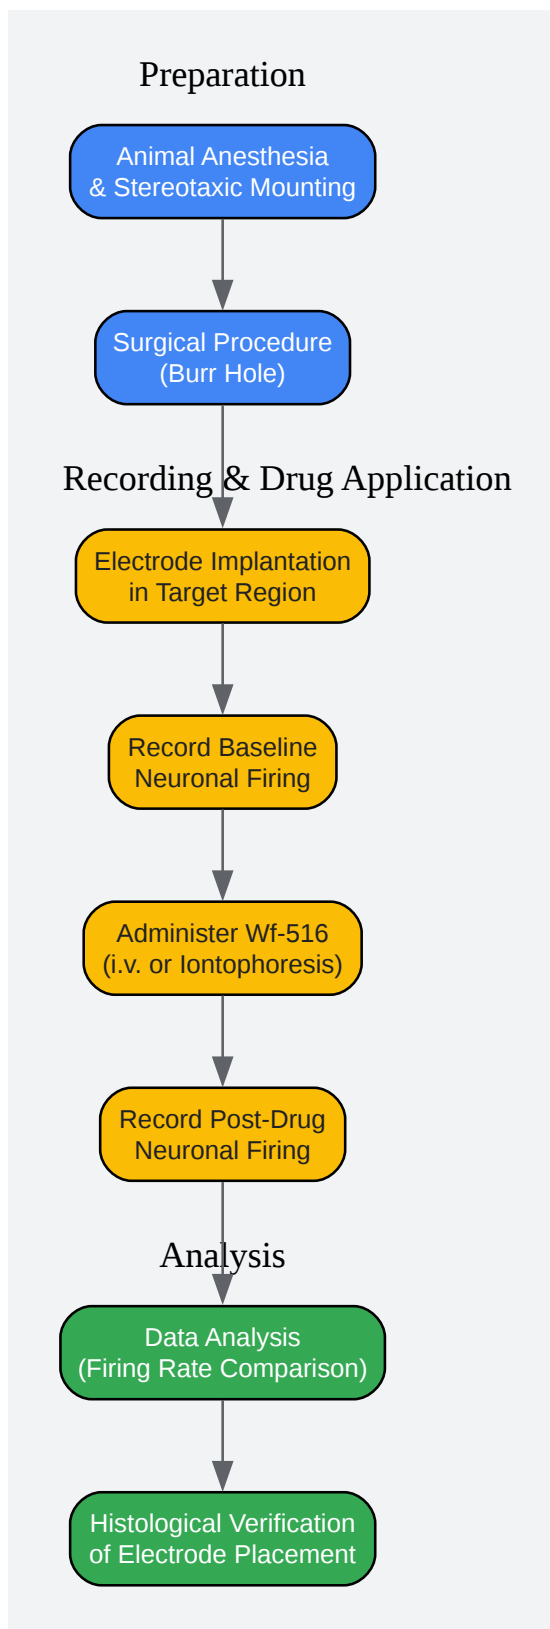 Preparation
Animal Anesthesia
& Stereotaxic Mounting
Surgical Procedure
(Burr Hole)
Recording & Drug Application
Electrode Implantation
in Target Region
Record Baseline
Neuronal Firing
Administer Wf-516
(i.v. or Iontophoresis)
Record Post-Drug
Neuronal Firing
Analysis
Data Analysis
(Firing Rate Comparison)
Histological Verification
of Electrode Placement